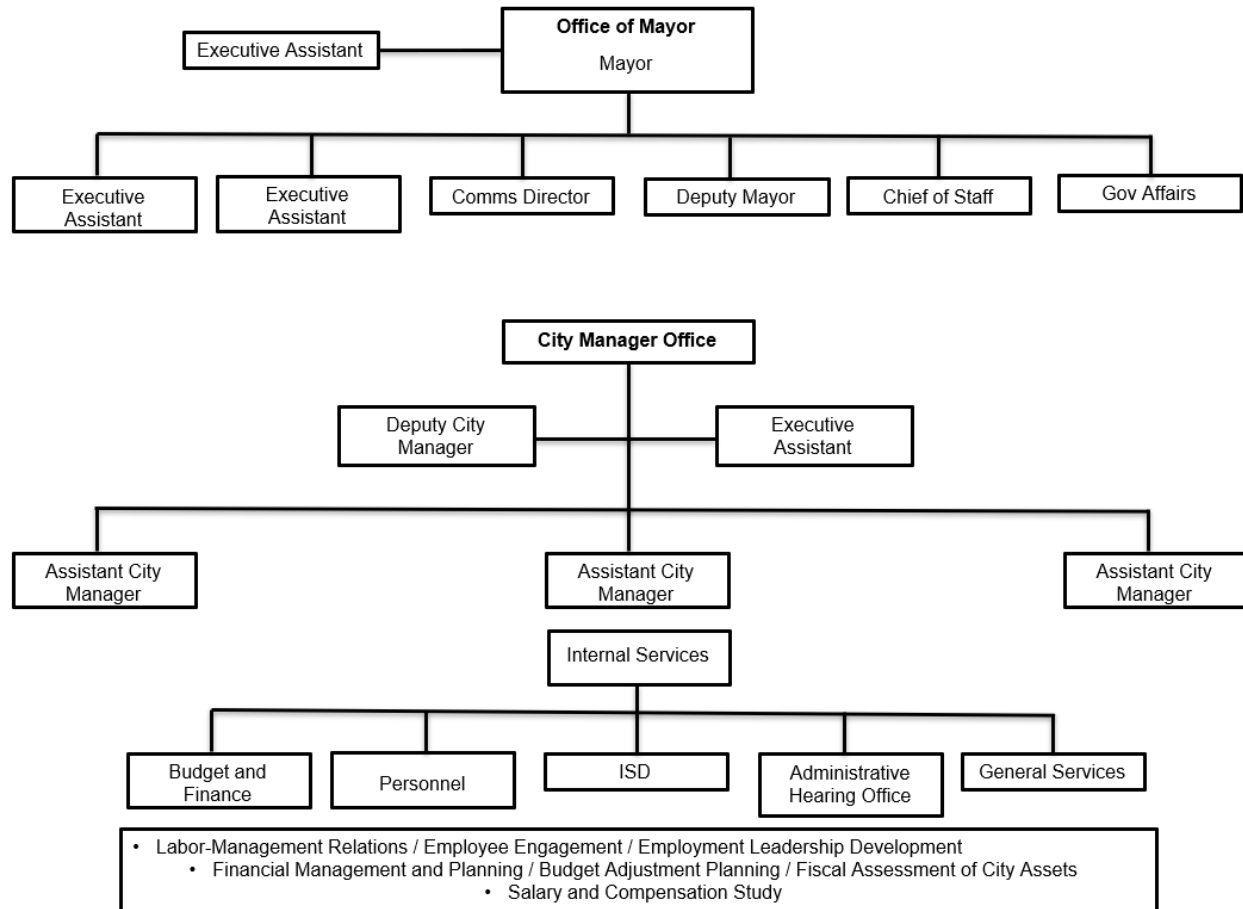 Office of Mayor
Executive Assistant
Mayor
Executive
Assistant
Executive
Assistant
Comms Director
Deputy Mayor
Chief of Staff
Gov Affairs
City Manager Office
Deputy City
Manager
Executive
Assistant
Assistant City
Manager
Assistant City
Manager
Assistant City
Manager
Internal Services
Budget and
Finance
Personnel
ISD
Administrative
Hearing Office
General Services
• Labor-Management Relations / Employee Engagement / Employment Leadership Development
• Financial Management and Planning / Budget Adjustment Planning / Fiscal Assessment of City Assets
• Salary and Compensation Study